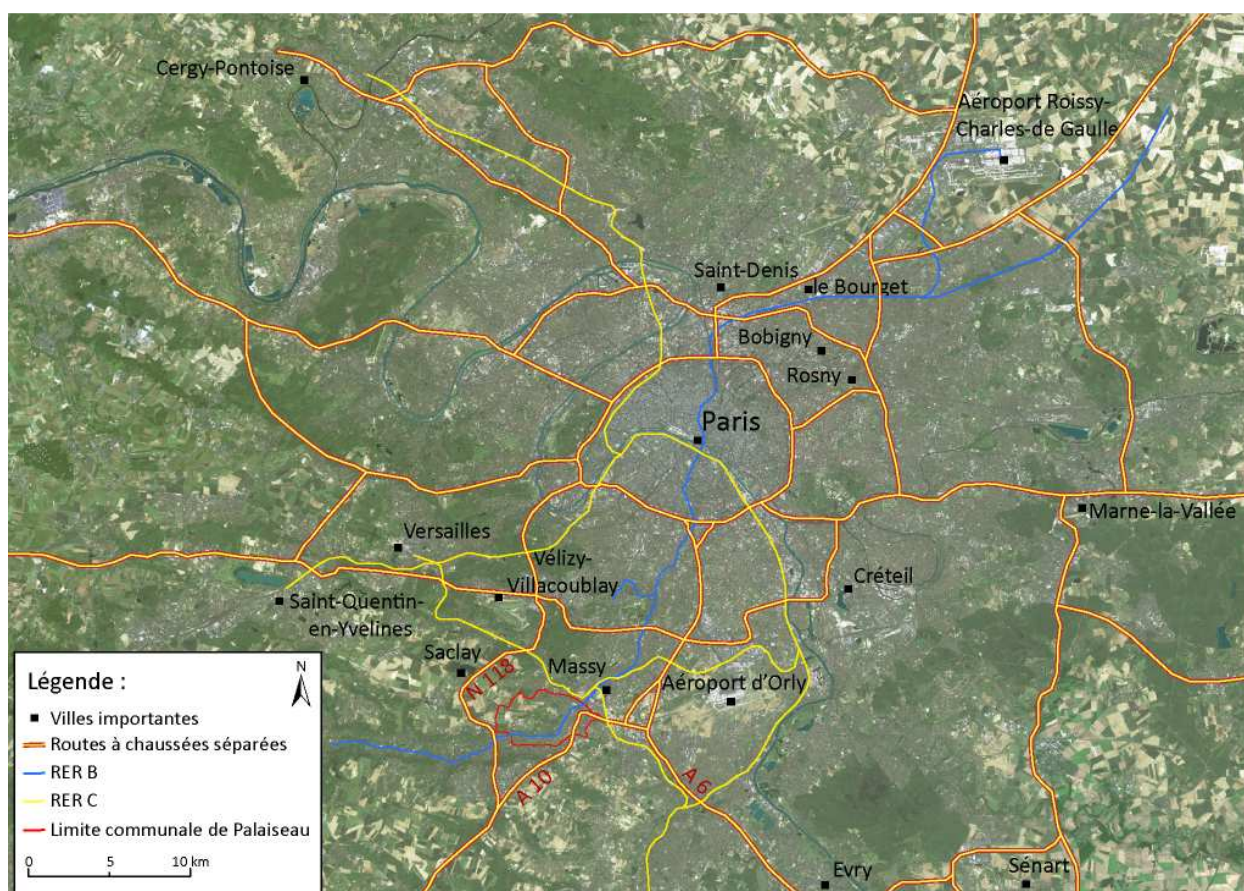 Cergy-Pontoise
Aéroport Roissy-
Charles-de Gaulle
Saint-Denis
le Bourget
Bobigny
Rosny
Paris
Marne-la-Vallée
Versailles
Vélizy-
Villacoublay
Créteil
Saint-Quentin-
en-Yvelines
Saclay
N 118
Massy
Aéroport d'Orly
A 10
A 6
Evry
Sénart
Légende :
N
Villes importantes
Routes à chaussées séparées
RER B
RER C
Limite communale de Palaiseau
0 5 10 km